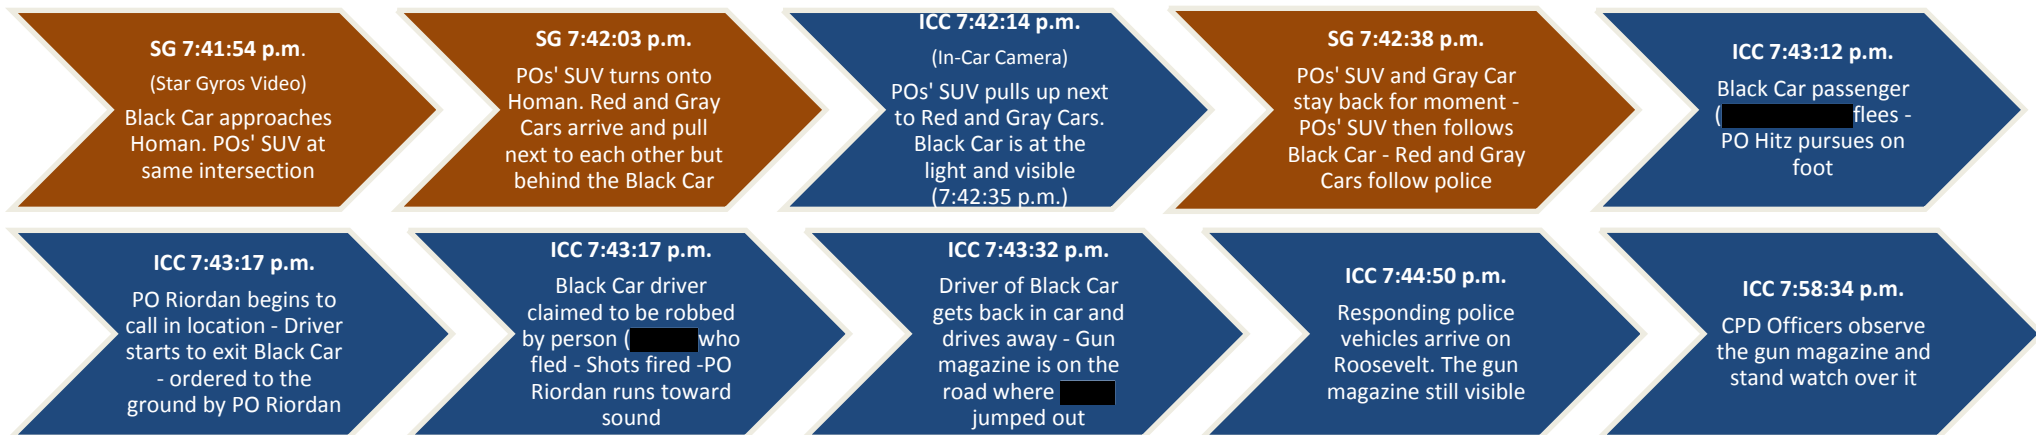 SG 7:41:54 p.m.
(Star Gyros Video)
Black Car approaches
Homan. POs' SUV at
same intersection
SG 7:42:03 p.m.
POs' SUV turns onto
Homan. Red and Gray
Cars arrive and pull
next to each other but
behind the Black Car
ICC 7:42:14 p.m.
(In-Car Camera)
POs' SUV pulls up next
to Red and Gray Cars.
Black Car is at the
light and visible
(7:42:35 p.m.)
SG 7:42:38 p.m.
POs' SUV and Gray Car
stay back for moment -
POs' SUV then follows
Black Car - Red and Gray
Cars follow police
ICC 7:43:12 p.m.
Black Car passenger
( flees -
PO Hitz pursues on
foot
ICC 7:43:17 p.m.
PO Riordan begins to
call in location - Driver
starts to exit Black Car
- ordered to the
ground by PO Riordan
ICC 7:43:17 p.m.
Black Car driver
claimed to be robbed
by person ( who
fled - Shots fired -PO
Riordan runs toward
sound
ICC 7:43:32 p.m.
Driver of Black Car
gets back in car and
drives away - Gun
magazine is on the
road where
jumped out
ICC 7:44:50 p.m.
Responding police
vehicles arrive on
Roosevelt. The gun
magazine still visible
ICC 7:58:34 p.m.
CPD Officers observe
the gun magazine and
stand watch over it